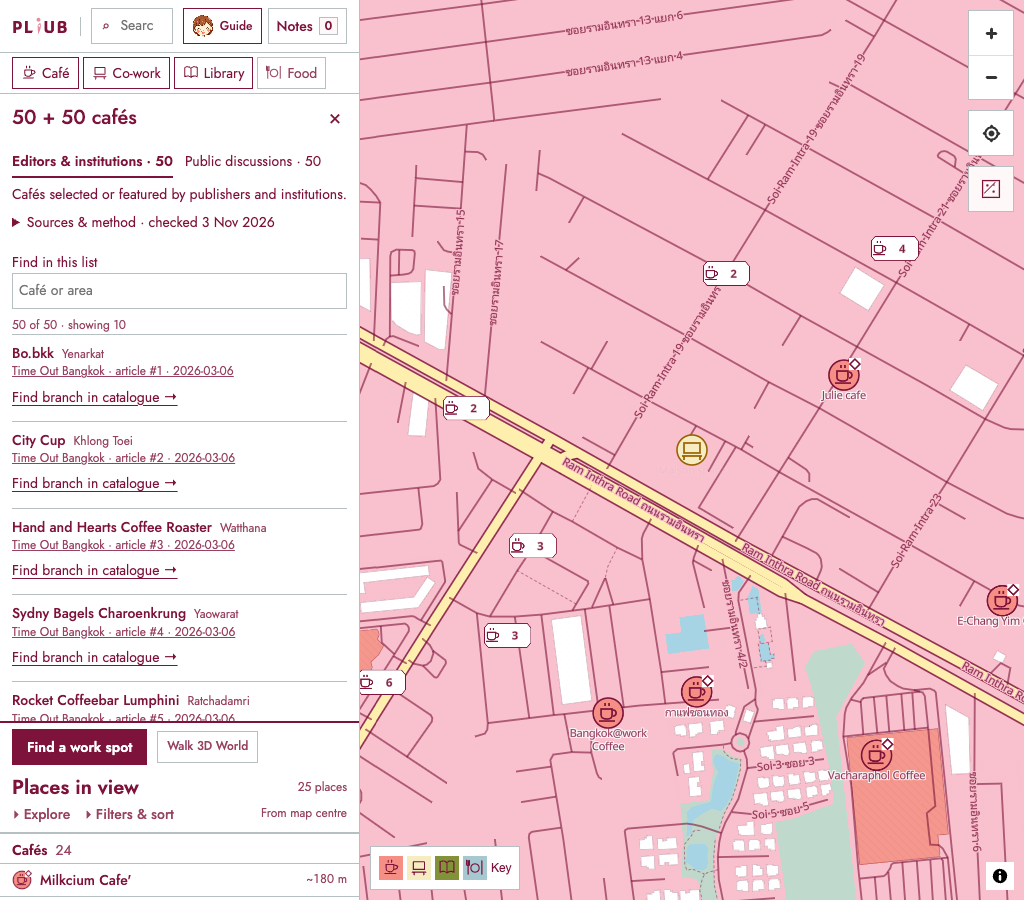 PLUB
Searc
Guide
Notes 0
Café
Co-work
Library
Food
50 + 50 cafés
×
Editors & institutions · 50
Public discussions · 50
Cafés selected or featured by publishers and institutions.
Sources & method · checked 3 Nov 2026
Find in this list
Café or area
50 of 50 · showing 10
Bo.bkk Yenarkat
Time Out Bangkok · article #1 · 2026-03-06
Find branch in catalogue →
City Cup Khlong Toei
Time Out Bangkok · article #2 · 2026-03-06
Find branch in catalogue →
Hand and Hearts Coffee Roaster Watthana
Time Out Bangkok · article #3 · 2026-03-06
Find branch in catalogue →
Sydny Bagels Charoenkrung Yaowarat
Time Out Bangkok · article #4 · 2026-03-06
Find branch in catalogue →
Rocket Coffeebar Lumphini Ratchadamri
Time Out Bangkok · article #5 · 2026-03-06
Find a work spot
Walk 3D World
Places in view
25 places
Explore
Filters & sort
From map centre
Cafés 24
Milkcium Cafe'
~180 m
ซอยรามอินทรา-13-แยก-6
ซอยรามอินทรา-13-แยก-4
Soi-Ram-Intra-19-ซอยรามอินทรา-19
ซอยรามอินทรา-15
ซอยรามอินทรา-17
+
−
4
2
Julie cafe
2
Ram Inthra Road ถนนรามอินทรา
Ram Inthra Road ถนนรามอินทรา
Soi-Ram-Intra-23
3
3
6
ซอยรามอินทรา-4/2
E-Chang Yim
Ram Inthra Ro
กาแฟซอนทอง
Bangkok@work
Coffee
Soi-3-ซอย-3
Vacharaphol Coffee
Soi-5-ซอย-5
ซอยรามอินทรา-6
Key